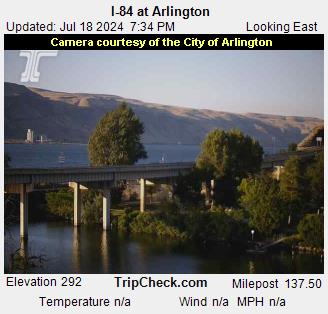 I-84 at Arlington
Updated: Jul 18 2024 7:34 PM Looking East
Camera courtesy of the City of Arlington
Elevation 292 TripCheck.com Milepost 137.50
Temperature n/a Wind n/a MPH n/a